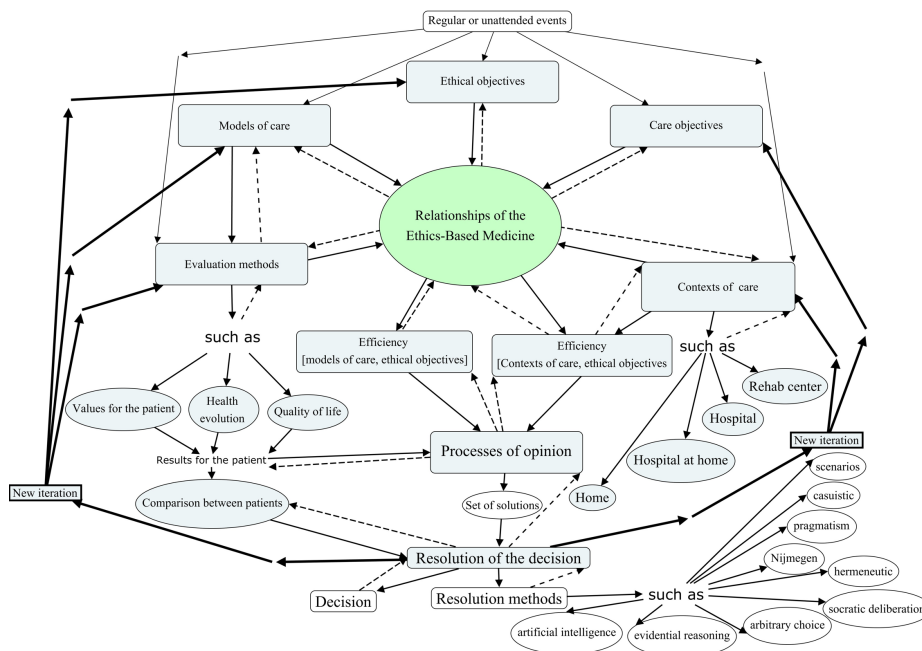 Regular or unattended events
Ethical objectives
Models of care
Care objectives
Relationships of the
Ethics-Based Medicine
Evaluation methods
Contexts of care
such as
Efficiency
[models of care, ethical objectives]
Efficiency
[Contexts of care, ethical objectives
such as
Rehab center
Values for the patient
Health
evolution
Quality of life
Hospital
New iteration
Results for the patient
Processes of opinion
Hospital at home
scenarios
New iteration
Comparison between patients
Set of solutions
Home
casuistic
pragmatism
Resolution of the decision
Nijmegen
hermeneutic
Decision
Resolution methods
such as
socratic deliberation
artificial intelligence
evidential reasoning
arbitrary choice